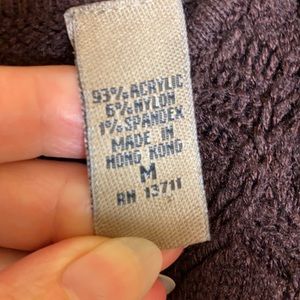 93% ACRYLIC
6% NYLON
1% SPANDEX
MADE IN
HONG KONG
M
RN 13711